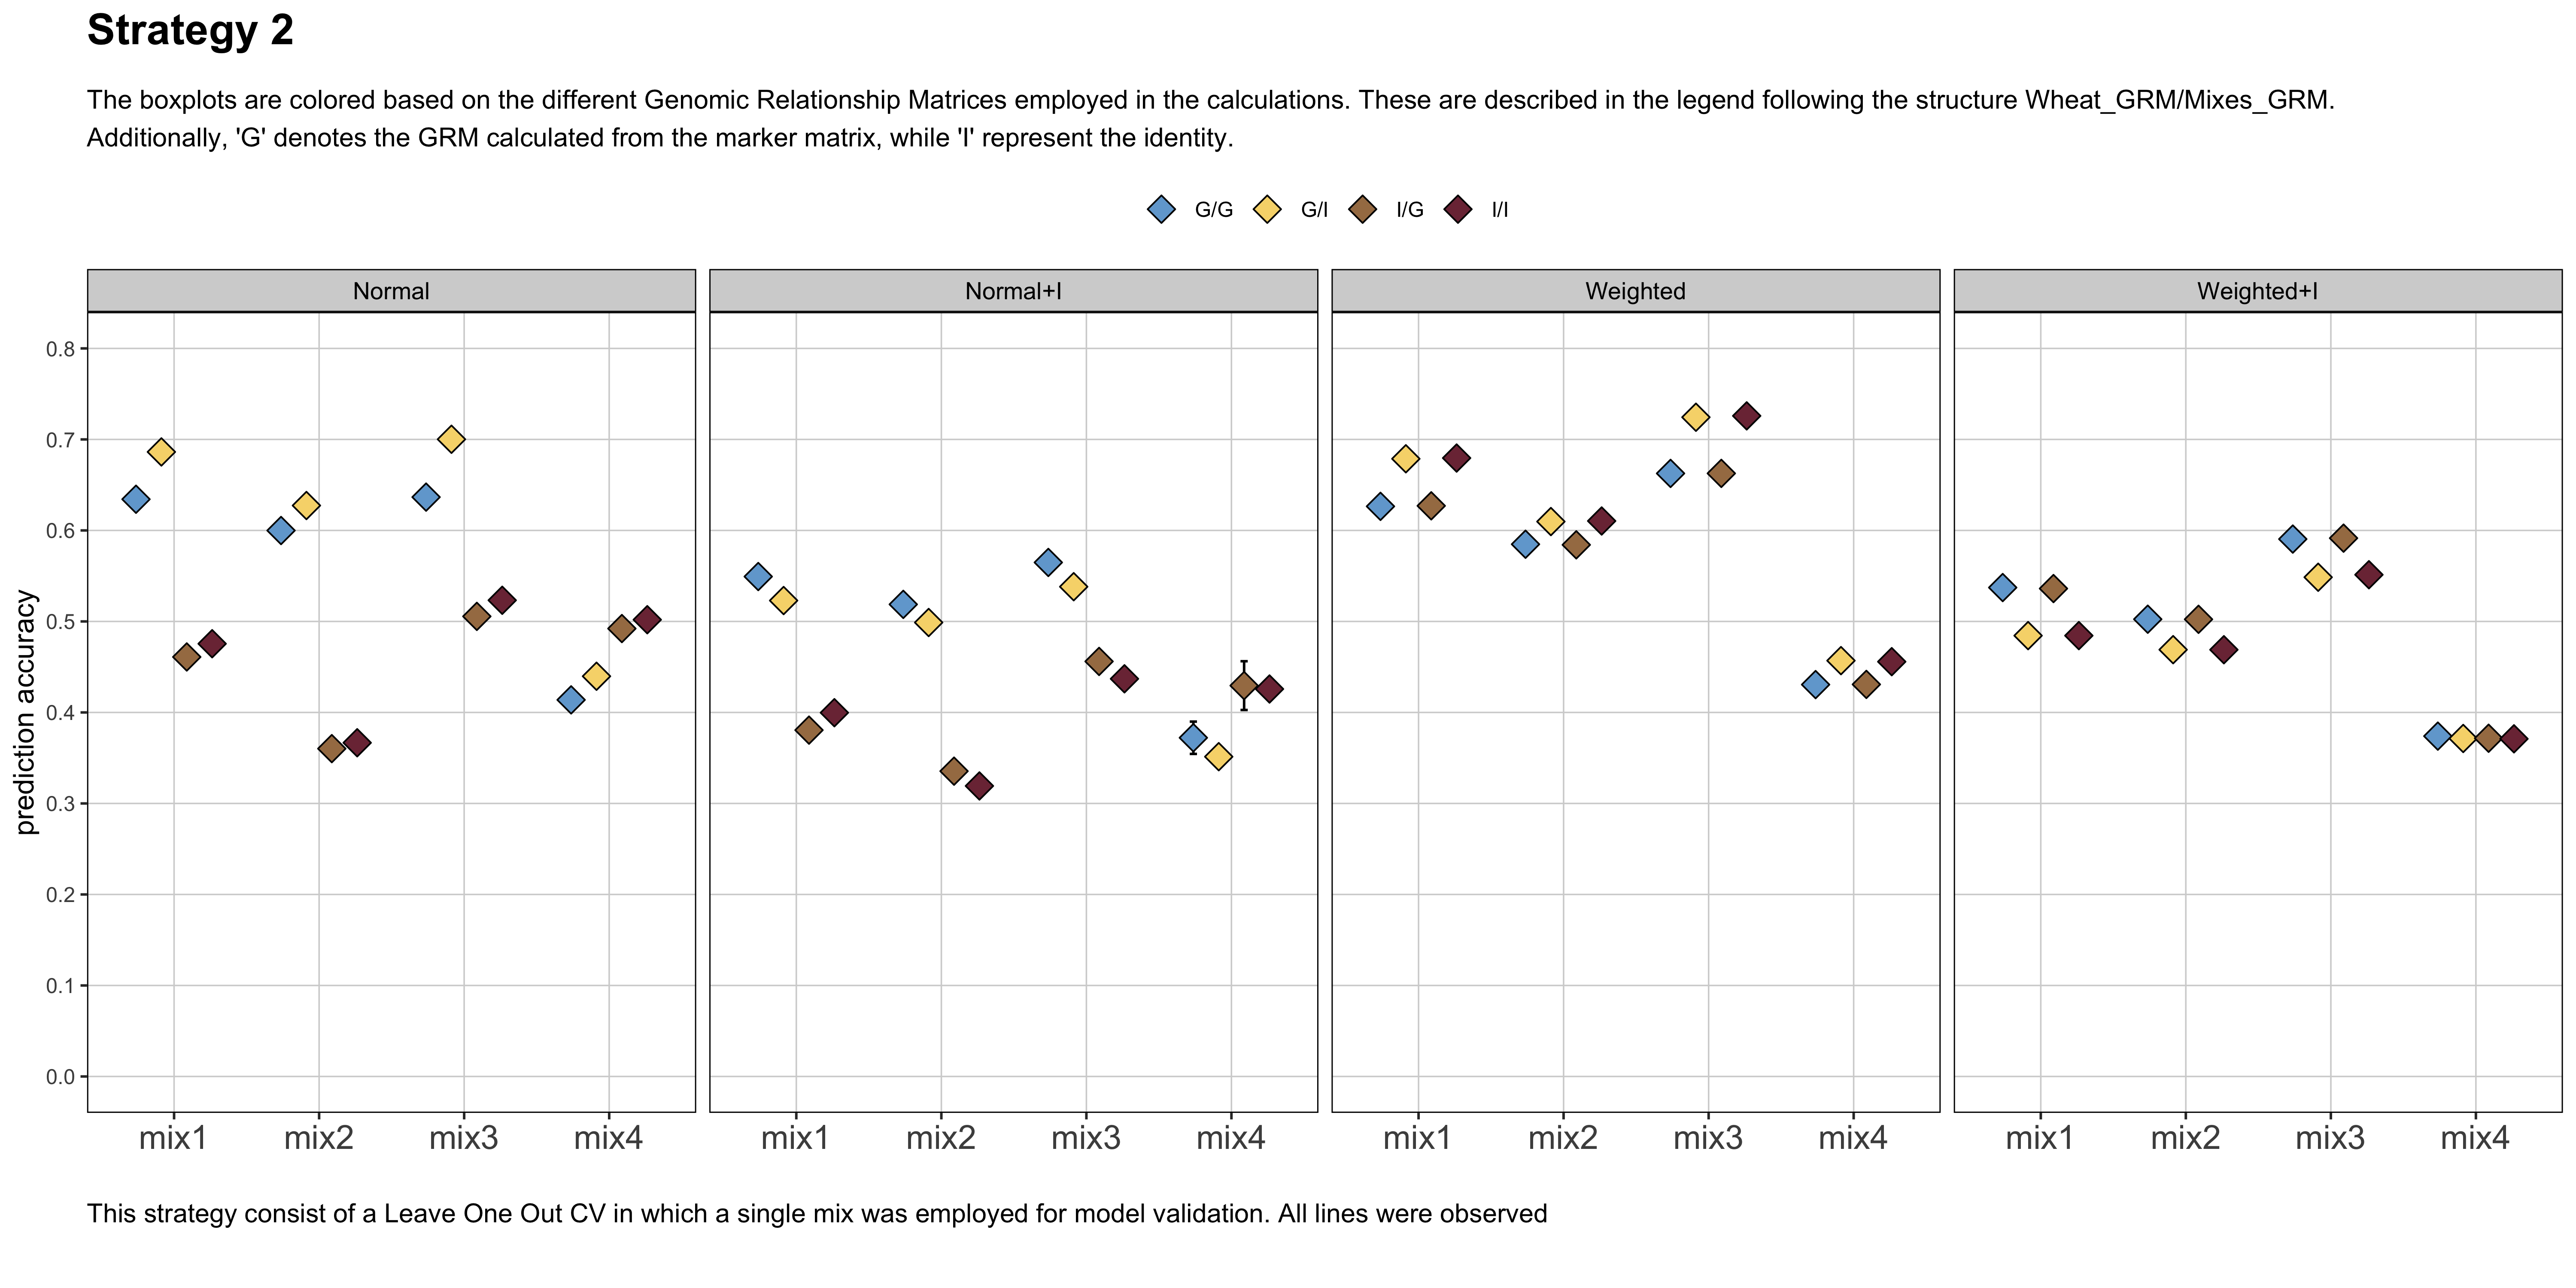 Strategy 2
The boxplots are colored based on the different Genomic Relationship Matrices employed in the calculations. These are described in the legend following the structure Wheat_GRM/Mixes_GRM.
Additionally, 'G' denotes the GRM calculated from the marker matrix, while 'I' represent the identity.
G/G G/I I/G I/I
Normal Normal+I Weighted Weighted+I
prediction accuracy
0.8
0.7
0.6
0.5
0.4
0.3
0.2
0.1
0.0
mix1 mix2 mix3 mix4 mix1 mix2 mix3 mix4 mix1 mix2 mix3 mix4 mix1 mix2 mix3 mix4
This strategy consist of a Leave One Out CV in which a single mix was employed for model validation. All lines were observed